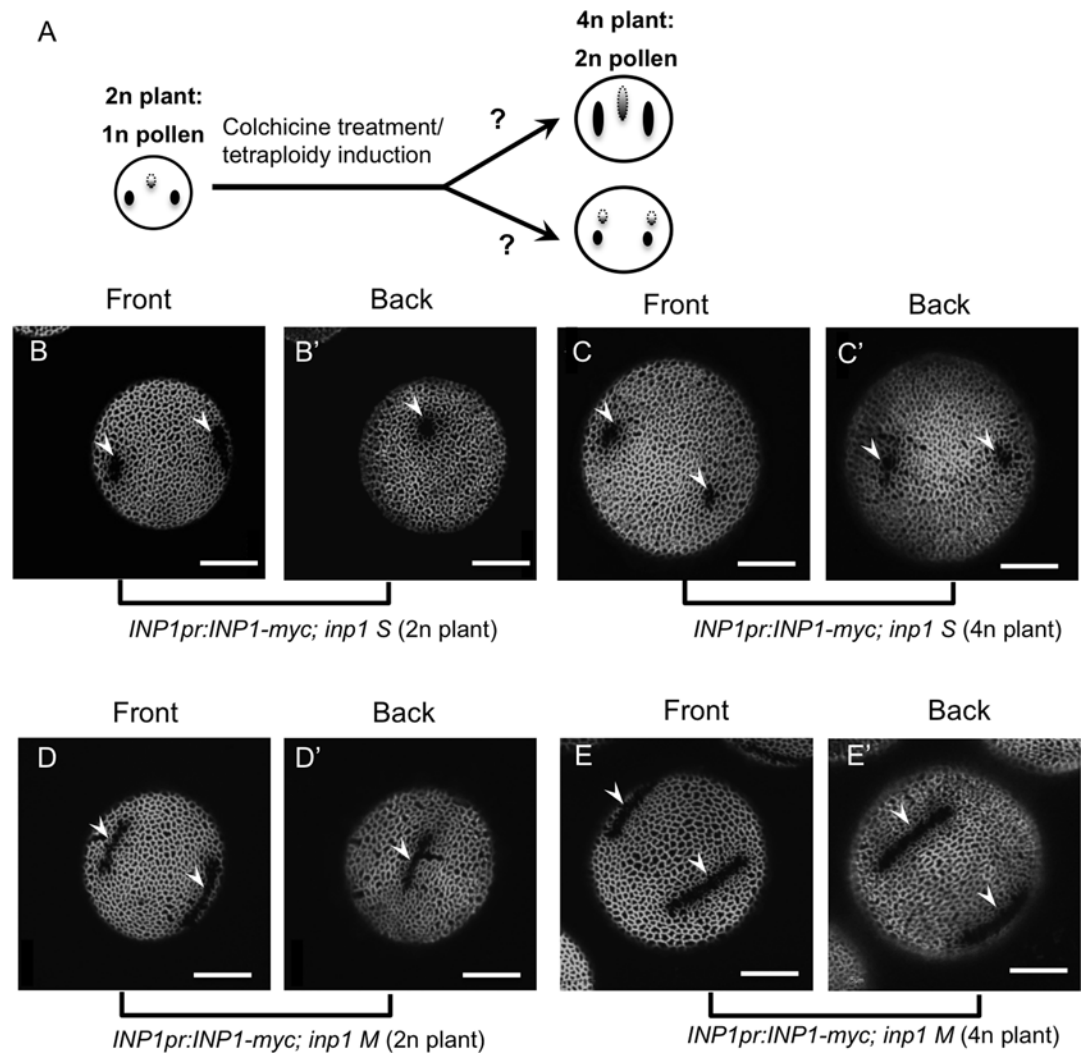 A
2n plant:
1n pollen
Colchicine treatment/
tetraploidy induction
?
?
4n plant:
2n pollen
Front
Back
Front
Back
B
B'
C
C'
INP1pr:INP1-myc; inp1 S (2n plant)
INP1pr:INP1-myc; inp1 S (4n plant)
Front
Back
Front
Back
D
D'
E
E'
INP1pr:INP1-myc; inp1 M (2n plant)
INP1pr:INP1-myc; inp1 M (4n plant)